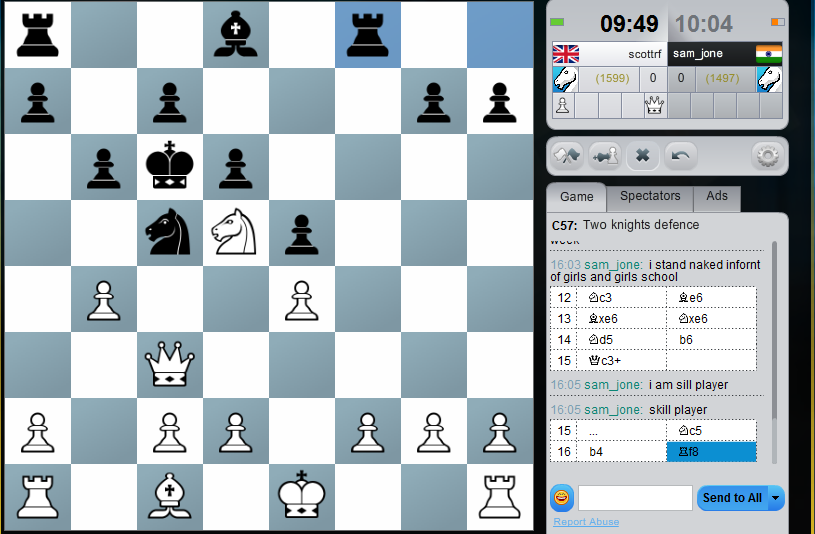 09:49 10:04
scottrf sam_jone
(1599) 0 0 (1497)
Game Spectators Ads
C57: Two knights defence
week
16:03 sam_jone: i stand naked infornt
of girls and girls school
12 ♘c3 ♗e6
13 ♗xe6 ♘xe6
14 ♘d5 b6
15 ♕c3+
16:05 sam_jone: i am sill player
16:05 sam_jone: skill player
15 ... ♘c5
16 b4 ♖f8
Send to All
Report Abuse